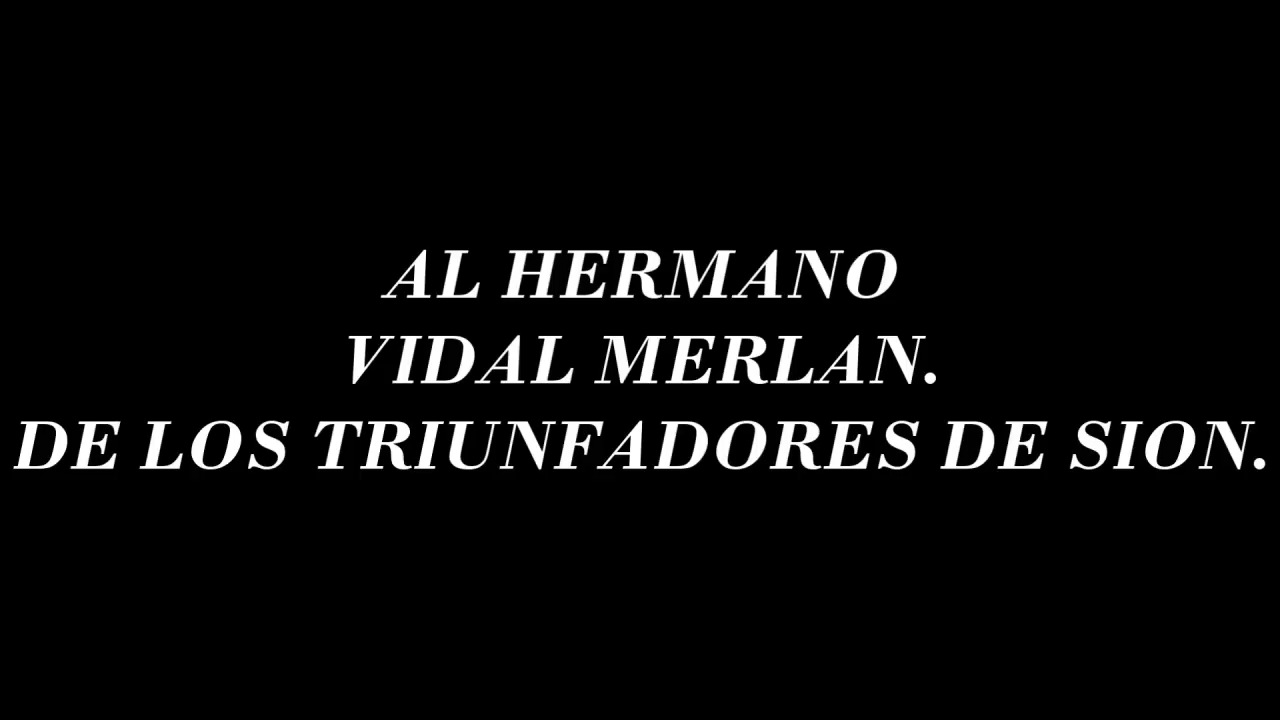 AL HERMANO
VIDAL MERLAN.
DE LOS TRIUNFADORES DE SION.